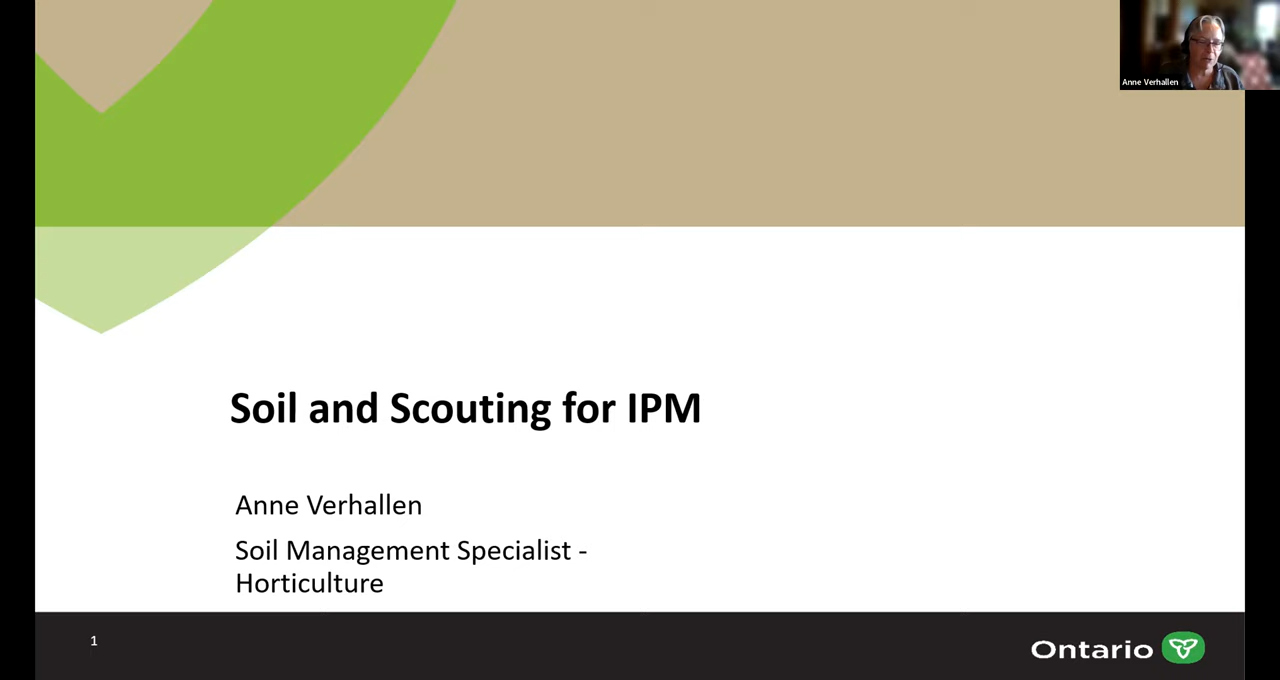 Anne Verhallen
Soil and Scouting for IPM
Anne Verhallen
Soil Management Specialist -
Horticulture
1
Ontario